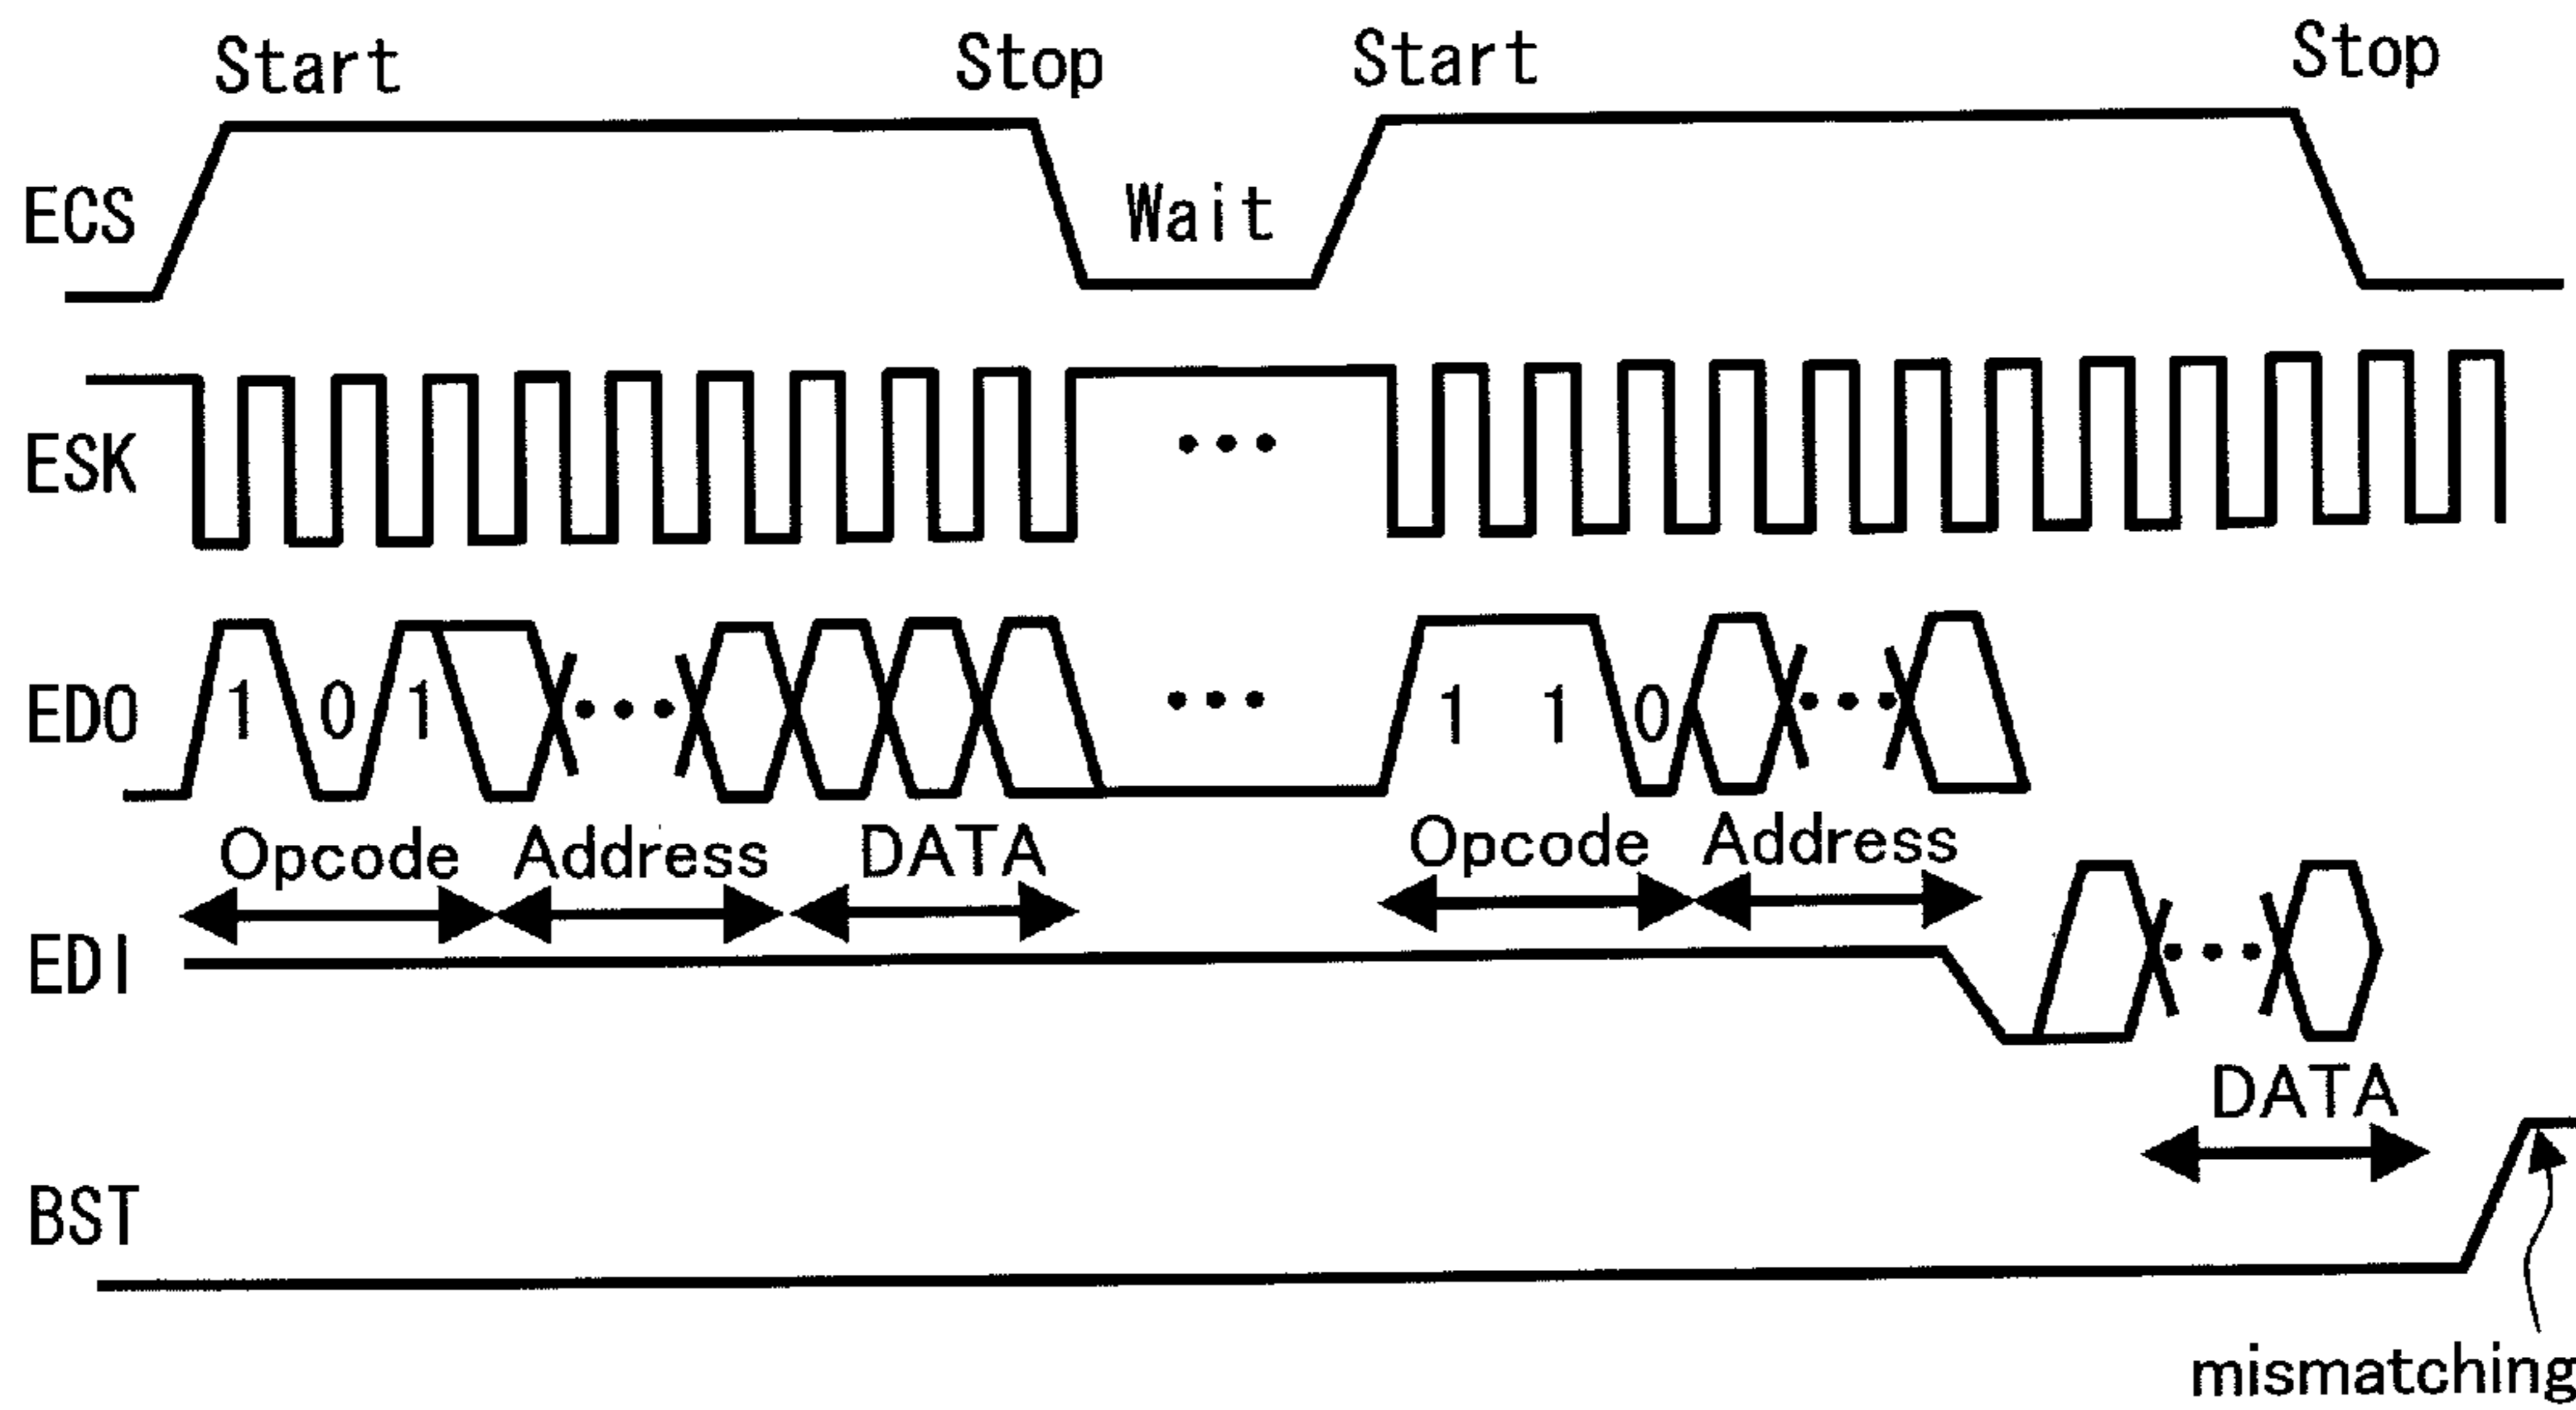 Start Stop Start Stop
ECS Wait
ESK ...
EDO 1 0 1 ... ... 1 1 0 ...
Opcode Address DATA Opcode Address
EDI ...
DATA
BST
mismatching